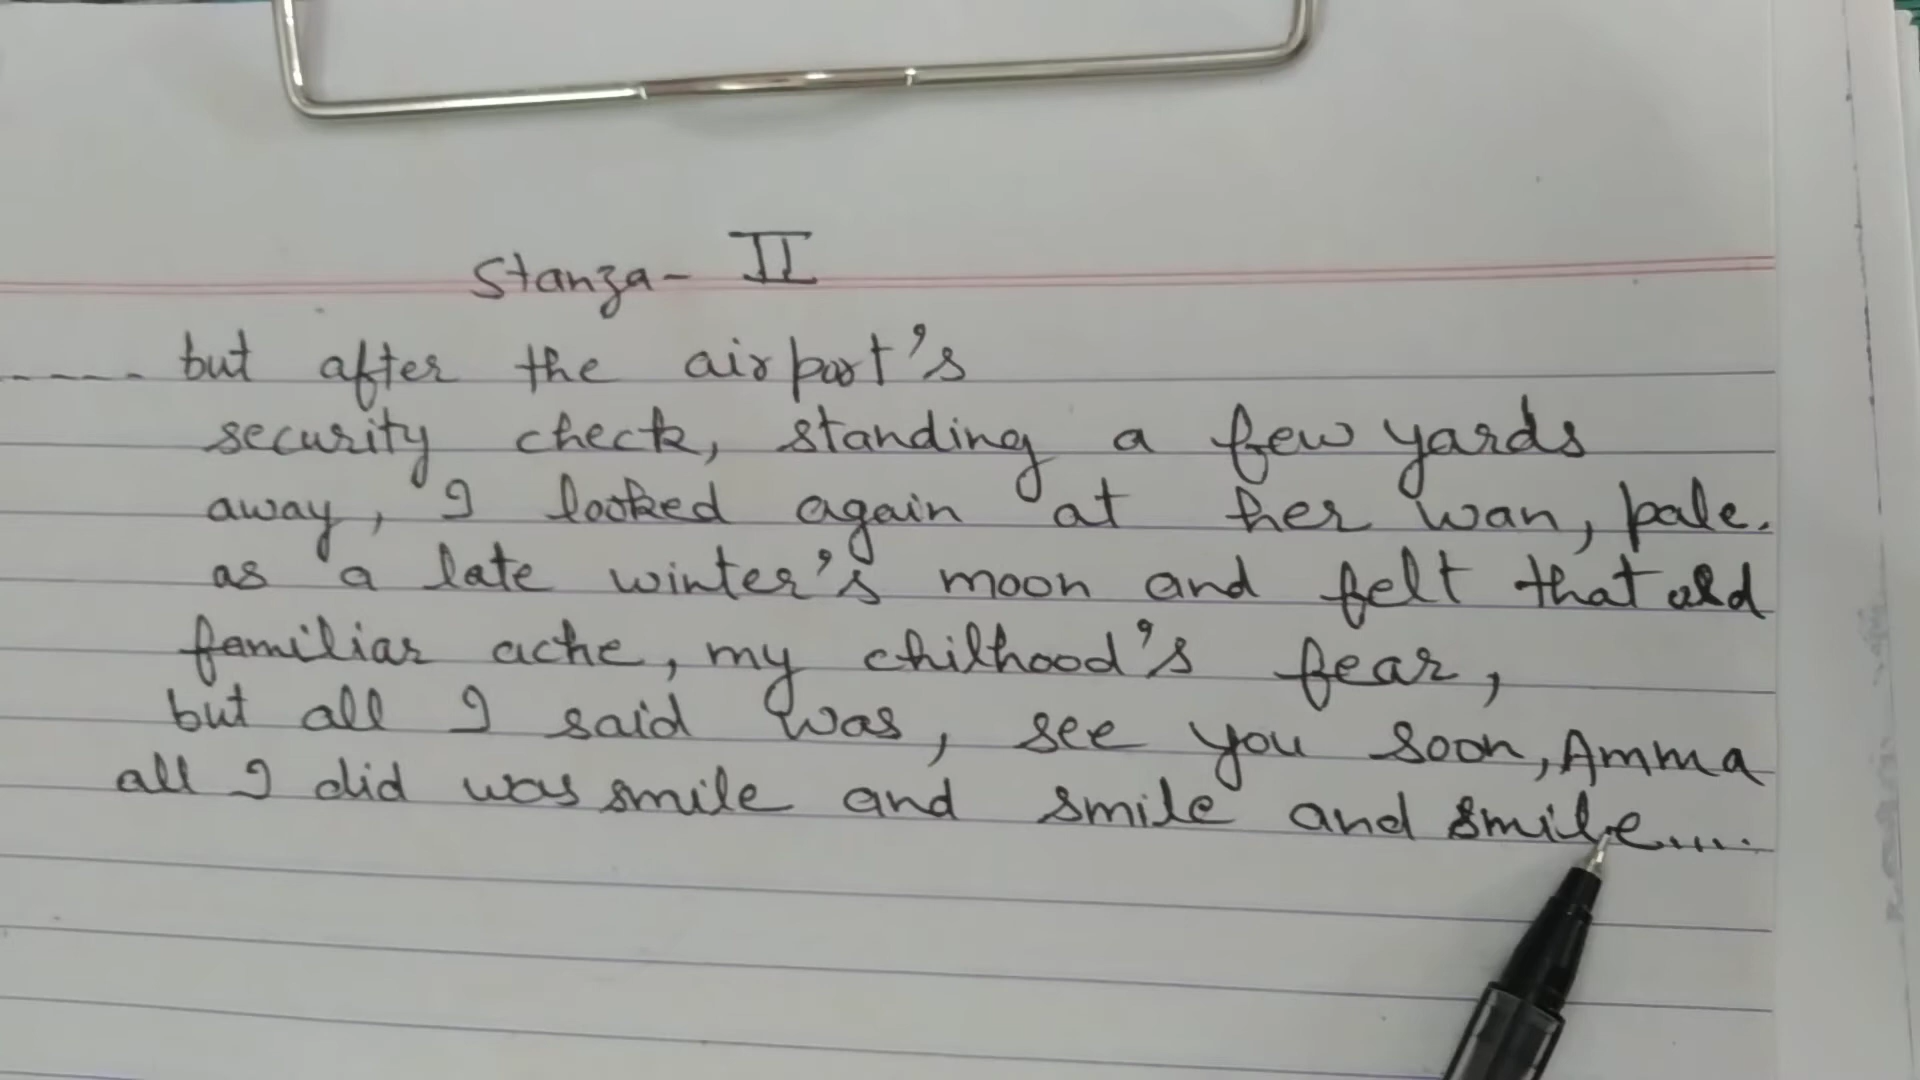 Stanza- II
----- but after the airport's
security check, standing a few yards
away, I looked again at her wan, pale.
as a late winter's moon and felt that old
familiar ache, my chilhood's fear,
but all I said was, see you soon, Amma
all I did was smile and smile and smile....